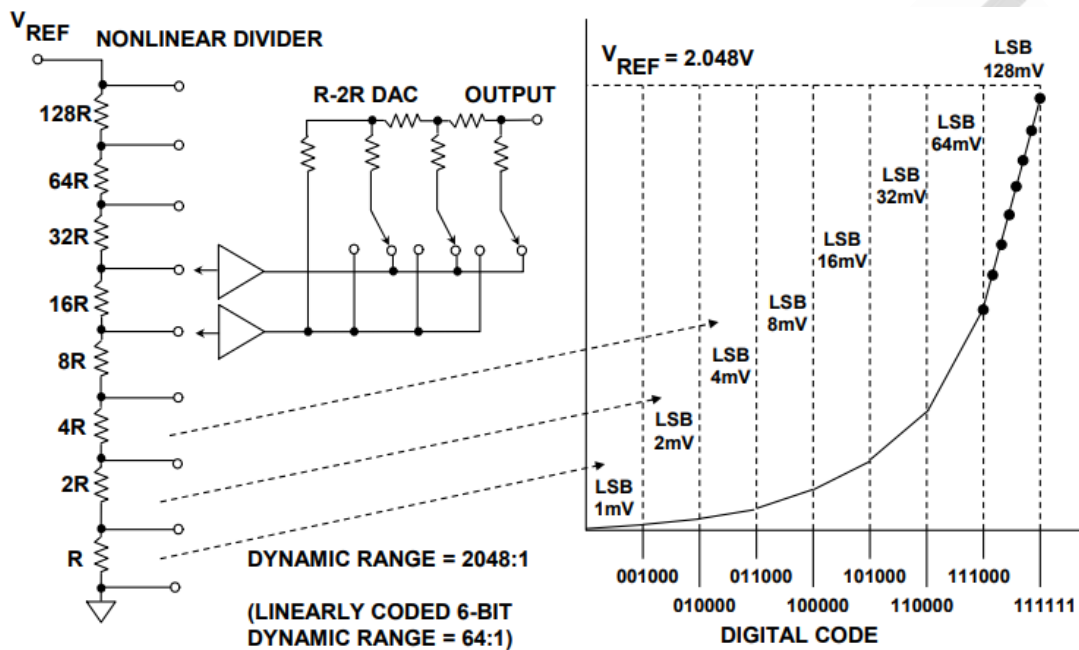 VREF
NONLINEAR DIVIDER
128R
64R
32R
16R
8R
4R
2R
R
R-2R DAC
OUTPUT
DYNAMIC RANGE = 2048:1
(LINEARLY CODED 6-BIT
DYNAMIC RANGE = 64:1)
VREF = 2.048V
LSB
128mV
LSB
64mV
LSB
32mV
LSB
16mV
LSB
8mV
LSB
4mV
LSB
2mV
LSB
1mV
001000
011000
101000
111000
010000
100000
110000
111111
DIGITAL CODE